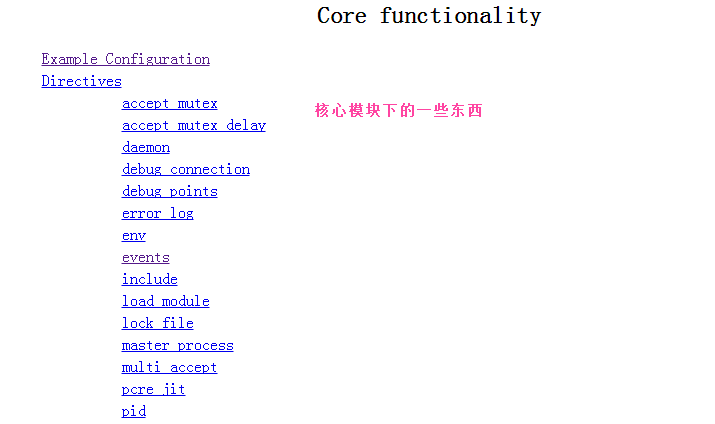 Core functionality
Example Configuration
Directives
accept_mutex
核心模块下的一些东西
accept_mutex_delay
daemon
debug_connection
debug_points
error_log
env
events
include
load_module
lock_file
master_process
multi_accept
pcre_jit
pid